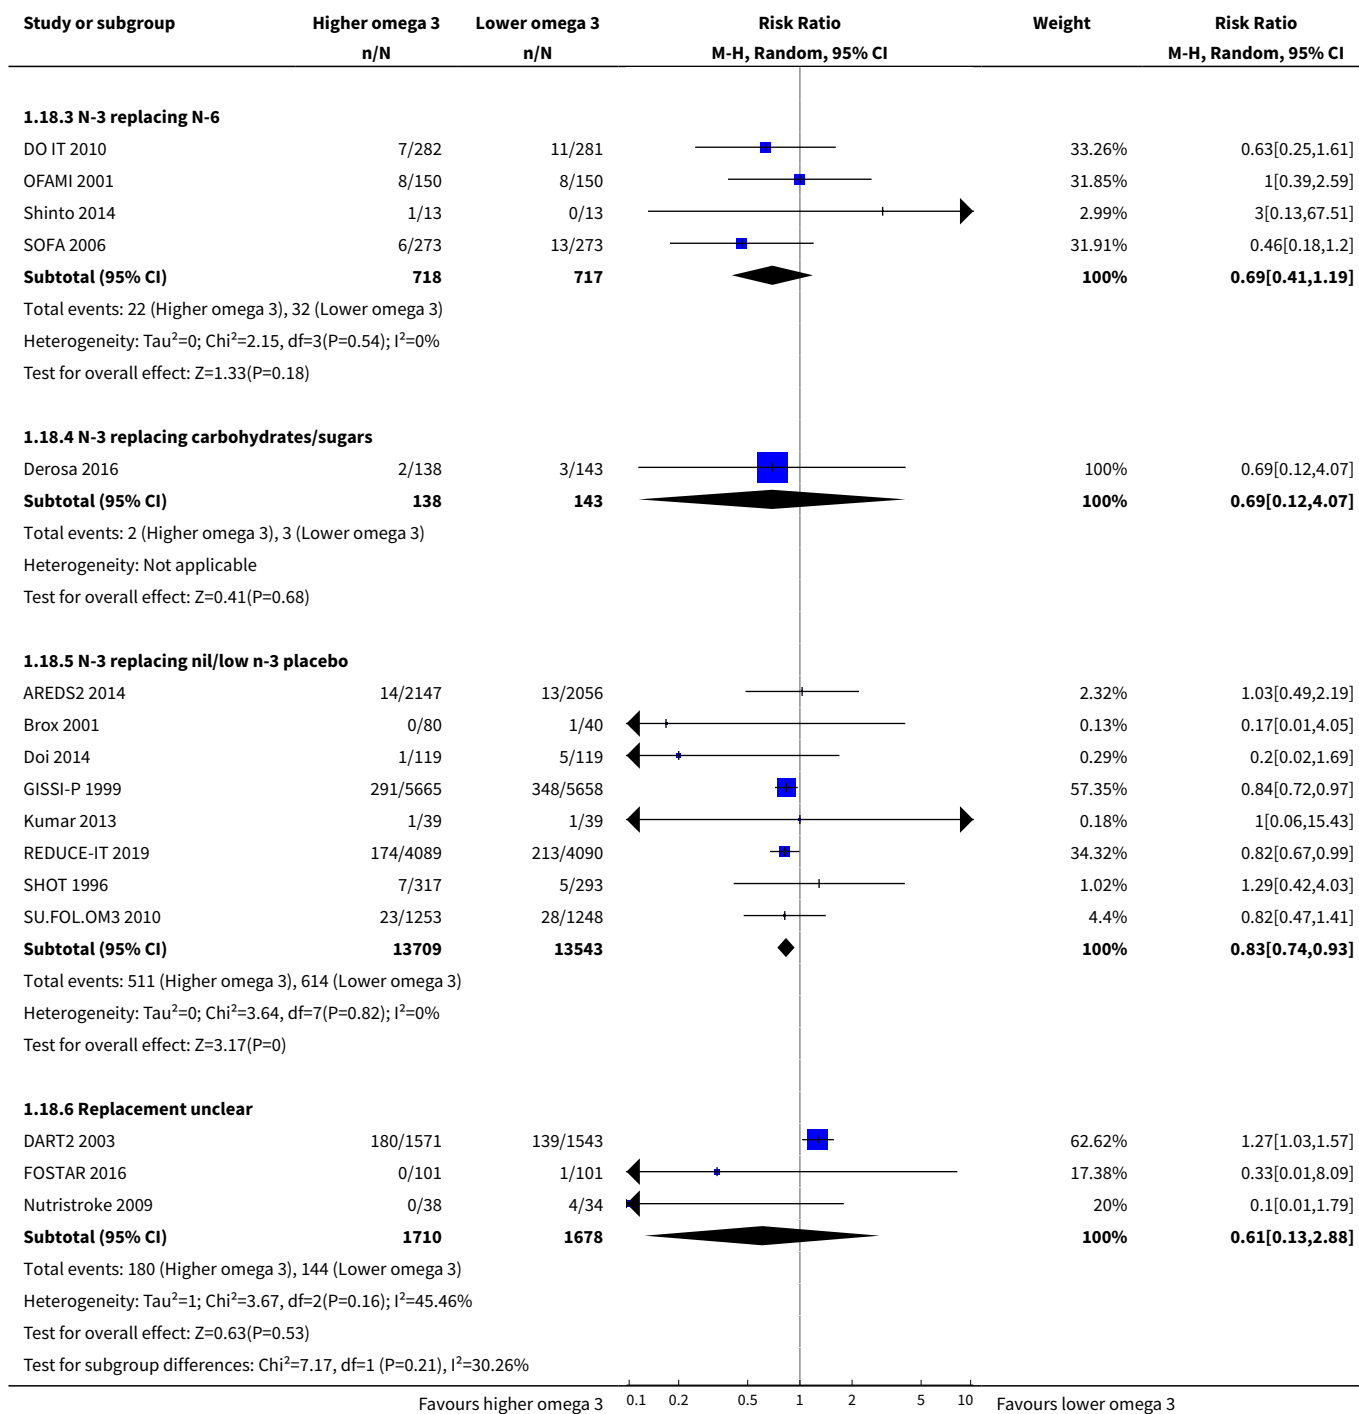 Study or subgroup Higher omega 3 Lower omega 3 Risk Ratio Weight Risk Ratio
n/N n/N M-H, Random, 95% CI M-H, Random, 95% CI
1.18.3 N-3 replacing N-6
DO IT 2010 7/282 11/281 33.26% 0.63[0.25,1.61]
OFAMI 2001 8/150 8/150 31.85% 1[0.39,2.59]
Shinto 2014 1/13 0/13 2.99% 3[0.13,67.51]
SOFA 2006 6/273 13/273 31.91% 0.46[0.18,1.2]
Subtotal (95% CI) 718 717 100% 0.69[0.41,1.19]
Total events: 22 (Higher omega 3), 32 (Lower omega 3)
Heterogeneity: Tau²=0; Chi²=2.15, df=3(P=0.54); I²=0%
Test for overall effect: Z=1.33(P=0.18)
1.18.4 N-3 replacing carbohydrates/sugars
Derosa 2016 2/138 3/143 100% 0.69[0.12,4.07]
Subtotal (95% CI) 138 143 100% 0.69[0.12,4.07]
Total events: 2 (Higher omega 3), 3 (Lower omega 3)
Heterogeneity: Not applicable
Test for overall effect: Z=0.41(P=0.68)
1.18.5 N-3 replacing nil/low n-3 placebo
AREDS2 2014 14/2147 13/2056 2.32% 1.03[0.49,2.19]
Brox 2001 0/80 1/40 0.13% 0.17[0.01,4.05]
Doi 2014 1/119 5/119 0.29% 0.2[0.02,1.69]
GISSI-P 1999 291/5665 348/5658 57.35% 0.84[0.72,0.97]
Kumar 2013 1/39 1/39 0.18% 1[0.06,15.43]
REDUCE-IT 2019 174/4089 213/4090 34.32% 0.82[0.67,0.99]
SHOT 1996 7/317 5/293 1.02% 1.29[0.42,4.03]
SU.FOL.OM3 2010 23/1253 28/1248 4.4% 0.82[0.47,1.41]
Subtotal (95% CI) 13709 13543 100% 0.83[0.74,0.93]
Total events: 511 (Higher omega 3), 614 (Lower omega 3)
Heterogeneity: Tau²=0; Chi²=3.64, df=7(P=0.82); I²=0%
Test for overall effect: Z=3.17(P=0)
1.18.6 Replacement unclear
DART2 2003 180/1571 139/1543 62.62% 1.27[1.03,1.57]
FOSTAR 2016 0/101 1/101 17.38% 0.33[0.01,8.09]
Nutristroke 2009 0/38 4/34 20% 0.1[0.01,1.79]
Subtotal (95% CI) 1710 1678 100% 0.61[0.13,2.88]
Total events: 180 (Higher omega 3), 144 (Lower omega 3)
Heterogeneity: Tau²=1; Chi²=3.67, df=2(P=0.16); I²=45.46%
Test for overall effect: Z=0.63(P=0.53)
Test for subgroup differences: Chi²=7.17, df=1 (P=0.21), I²=30.26%
Favours higher omega 3 0.1 0.2 0.5 1 2 5 10 Favours lower omega 3